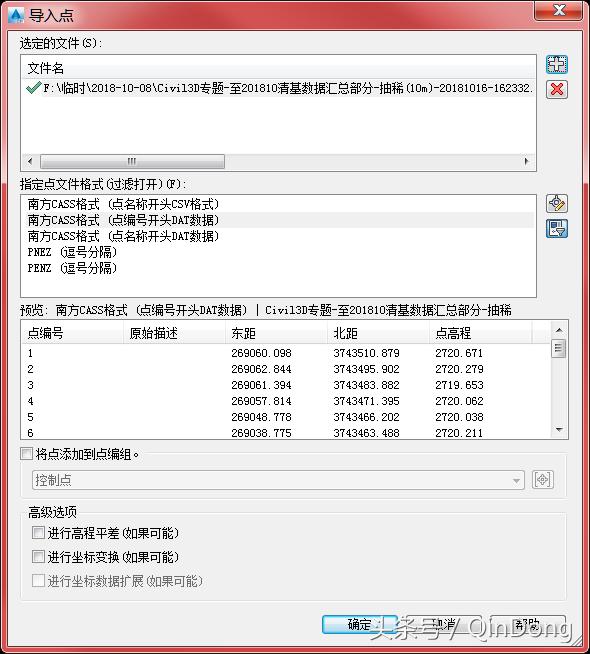 导入点
选定的文件(S):
文件名
F:\临时\2018-10-08\Civil3D专题-至201810清基数据汇总部分-抽稀(10m)-20181016-162332.
指定点文件格式(过滤打开)(F):
南方CASS格式 (点名称开头CSV格式)
南方CASS格式 (点编号开头DAT数据)
南方CASS格式 (点名称开头DAT数据)
PNEZ (逗号分隔)
PENZ (逗号分隔)
预览: 南方CASS格式 (点编号开头DAT数据) | Civil3D专题-至201810清基数据汇总部分-抽稀
点编号 原始描述 东距 北距 点高程
1 269060.098 3743510.879 2720.671
2 269062.844 3743495.902 2720.279
3 269061.394 3743483.882 2719.653
4 269057.814 3743471.395 2720.062
5 269048.778 3743466.202 2720.038
6 269038.775 3743463.488 2720.211
将点添加到点编组。
控制点
高级选项
进行高程平差(如果可能)
进行坐标变换(如果可能)
进行坐标数据扩展(如果可能)
确定 取消 帮助
头条号 / QinDong